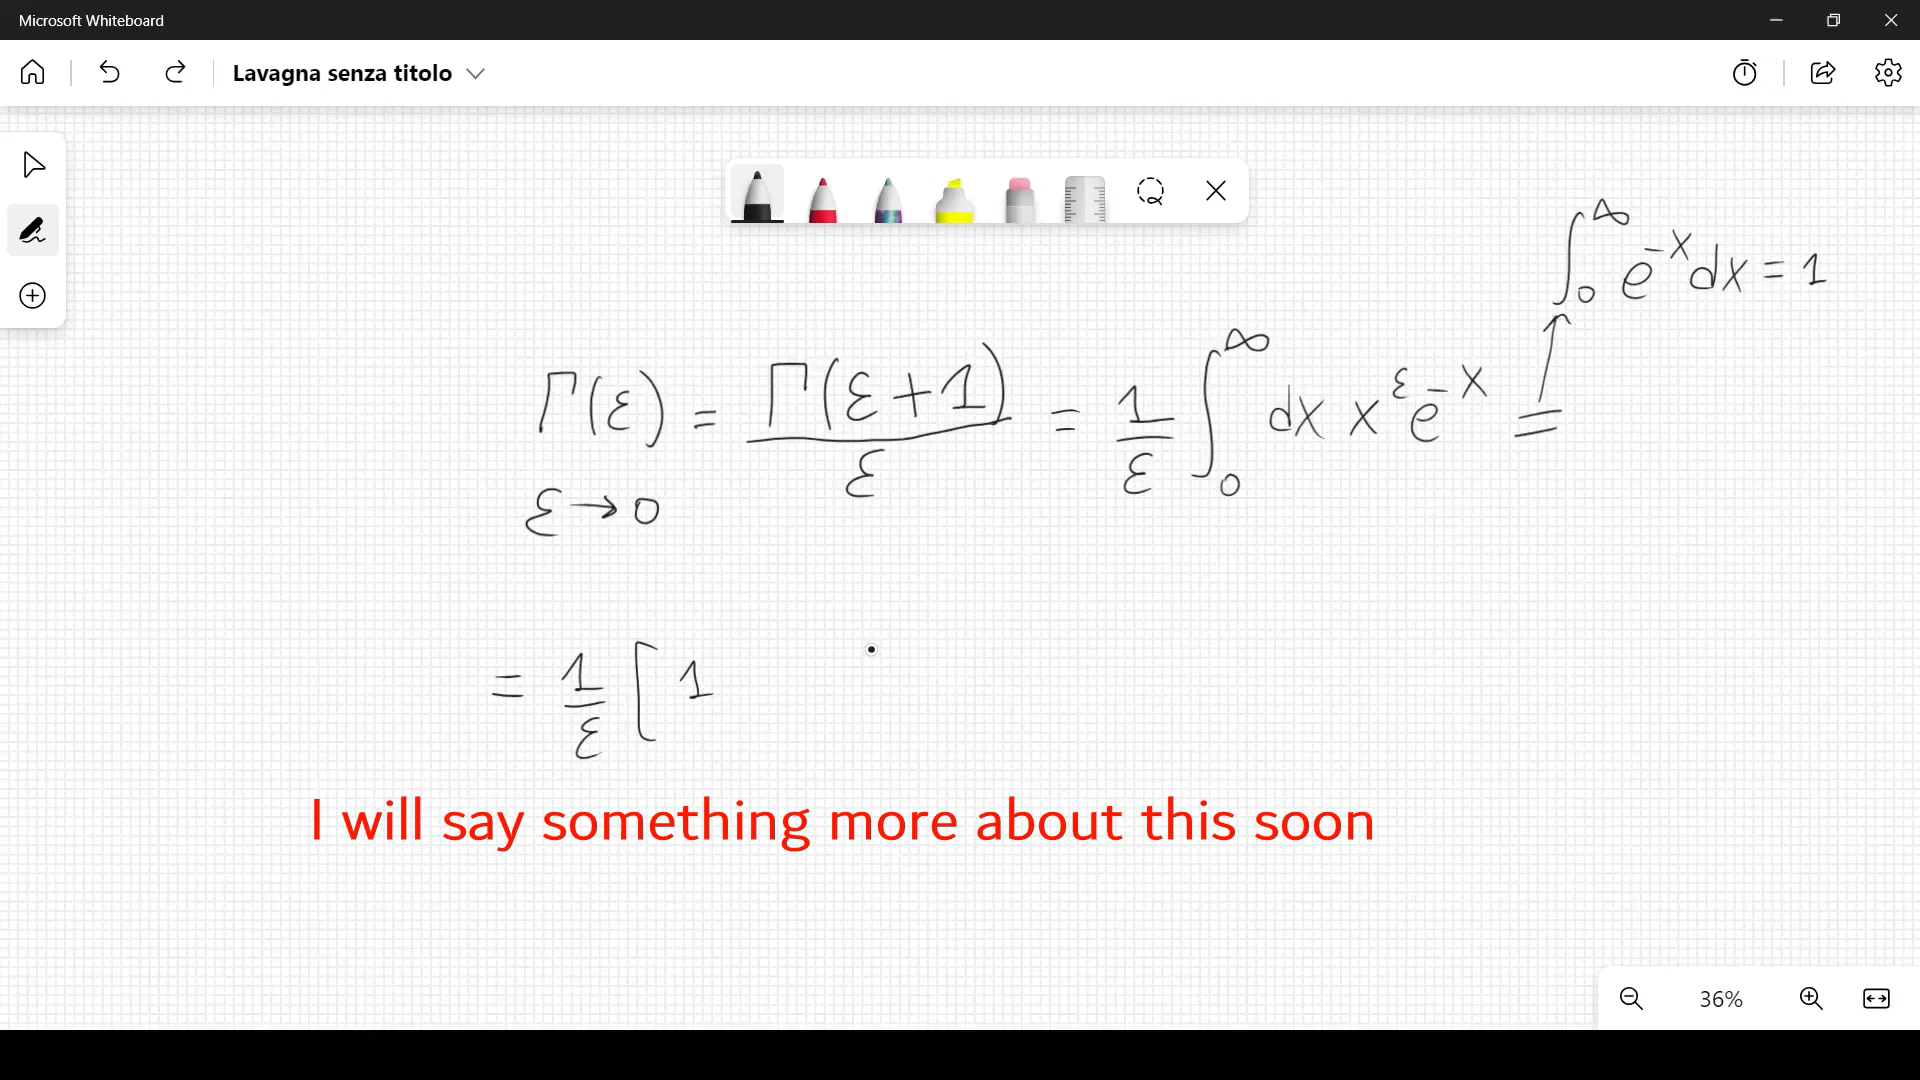 Microsoft Whiteboard
Lavagna senza titolo
∫₀^∞ e^{-x} dx = 1
Γ(ε) = Γ(ε+1)/ε = 1/ε ∫₀^∞ dx x^ε e^{-x} =
ε → 0
= 1/ε [ 1
I will say something more about this soon
36%